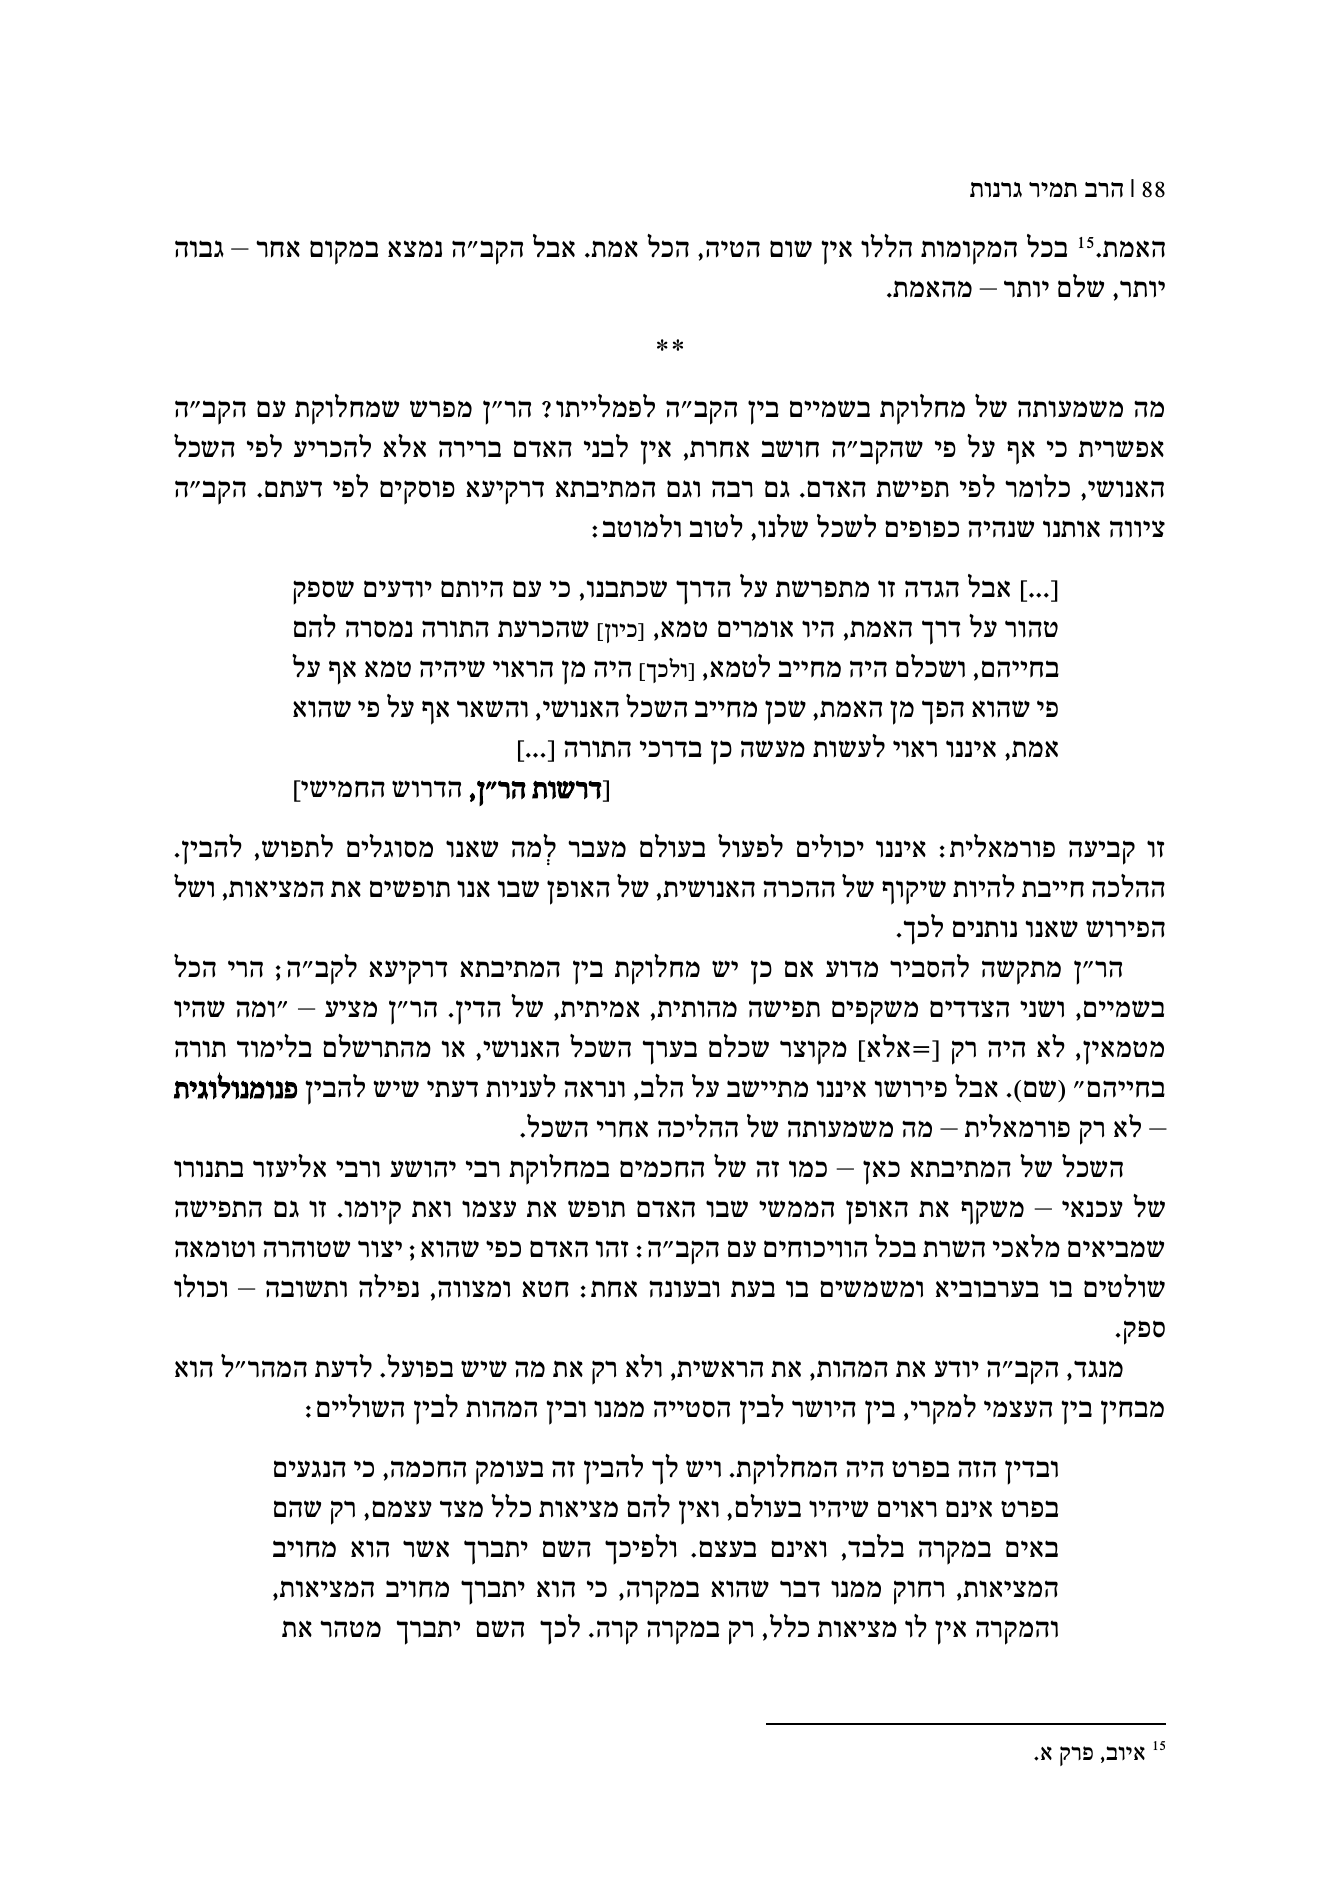 88 | הרב תמיר גרנות
האמת.15 בכל המקומות הללו אין שום הטיה, הכל אמת. אבל הקב״ה נמצא במקום אחר – גבוה
יותר, שלם יותר – מהאמת.
**
מה משמעותה של מחלוקת בשמיים בין הקב״ה לפמלייתו? הר״ן מפרש שמחלוקת עם הקב״ה
אפשרית כי אף על פי שהקב״ה חושב אחרת, אין לבני האדם ברירה אלא להכריע לפי השכל
האנושי, כלומר לפי תפישת האדם. גם רבה וגם המתיבתא דרקיעא פוסקים לפי דעתם. הקב״ה
ציווה אותנו שנהיה כפופים לשכל שלנו, לטוב ולמוטב:
[...] אבל הגדה זו מתפרשת על הדרך שכתבנו, כי עם היותם יודעים שספק
טהור על דרך האמת, היו אומרים טמא, [כיון] שהכרעת התורה נמסרה להם
בחייהם, ושכלם היה מחייב לטמא, [ולכך] היה מן הראוי שיהיה טמא אף על
פי שהוא הפך מן האמת, שכן מחייב השכל האנושי, והשאר אף על פי שהוא
אמת, איננו ראוי לעשות מעשה כן בדרכי התורה [...]
[דרשות הר״ן, הדרוש החמישי]
זו קביעה פורמאלית: איננו יכולים לפעול בעולם מעבר לְמה שאנו מסוגלים לתפוש, להבין.
ההלכה חייבת להיות שיקוף של ההכרה האנושית, של האופן שבו אנו תופשים את המציאות, ושל
הפירוש שאנו נותנים לכך.
הר״ן מתקשה להסביר מדוע אם כן יש מחלוקת בין המתיבתא דרקיעא לקב״ה; הרי הכל
בשמיים, ושני הצדדים משקפים תפישה מהותית, אמיתית, של הדין. הר״ן מציע – ״ומה שהיו
מטמאין, לא היה רק [=אלא] מקוצר שכלם בערך השכל האנושי, או מהתרשלם בלימוד תורה
בחייהם״ (שם). אבל פירושו איננו מתיישב על הלב, ונראה לעניות דעתי שיש להבין פנומנולוגית
– לא רק פורמאלית – מה משמעותה של ההליכה אחרי השכל.
השכל של המתיבתא כאן – כמו זה של החכמים במחלוקת רבי יהושע ורבי אליעזר בתנורו
של עכנאי – משקף את האופן הממשי שבו האדם תופש את עצמו ואת קיומו. זו גם התפישה
שמביאים מלאכי השרת בכל הוויכוחים עם הקב״ה: זהו האדם כפי שהוא; יצור שטוהרה וטומאה
שולטים בו בערבוביא ומשמשים בו בעת ובעונה אחת: חטא ומצווה, נפילה ותשובה – וכולו
ספק.
מנגד, הקב״ה יודע את המהות, את הראשית, ולא רק את מה שיש בפועל. לדעת המהר״ל הוא
מבחין בין העצמי למקרי, בין היושר לבין הסטייה ממנו ובין המהות לבין השוליים:
ובדין הזה בפרט היה המחלוקת. ויש לך להבין זה בעומק החכמה, כי הנגעים
בפרט אינם ראוים שיהיו בעולם, ואין להם מציאות כלל מצד עצמם, רק שהם
באים במקרה בלבד, ואינם בעצם. ולפיכך השם יתברך אשר הוא מחויב
המציאות, רחוק ממנו דבר שהוא במקרה, כי הוא יתברך מחויב המציאות,
והמקרה אין לו מציאות כלל, רק במקרה קרה. לכך השם יתברך מטהר את
15 איוב, פרק א.